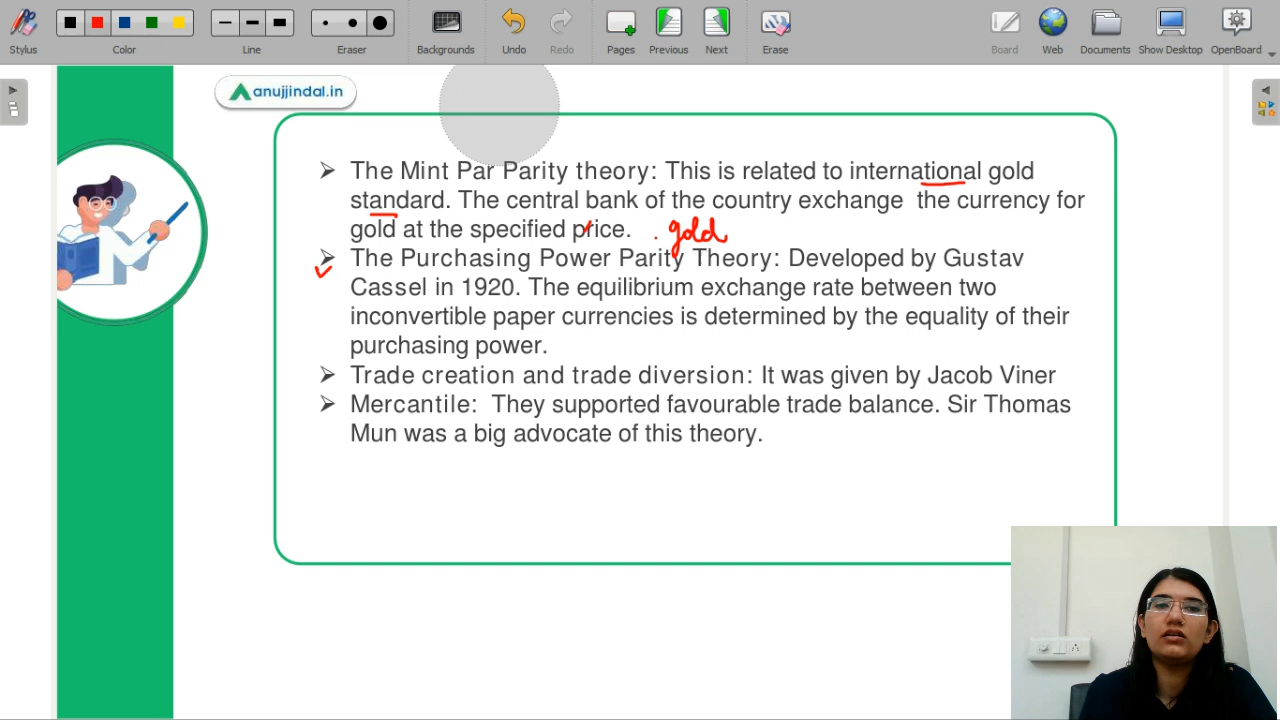 Stylus Color Line Eraser Backgrounds Undo Redo Pages Previous Next Erase Board Web Documents Show Desktop OpenBoard
anujjindal.in
➢ The Mint Par Parity theory: This is related to international gold
standard. The central bank of the country exchange the currency for
gold at the specified price. . gold
➢ The Purchasing Power Parity Theory: Developed by Gustav
Cassel in 1920. The equilibrium exchange rate between two
inconvertible paper currencies is determined by the equality of their
purchasing power.
➢ Trade creation and trade diversion: It was given by Jacob Viner
➢ Mercantile: They supported favourable trade balance. Sir Thomas
Mun was a big advocate of this theory.